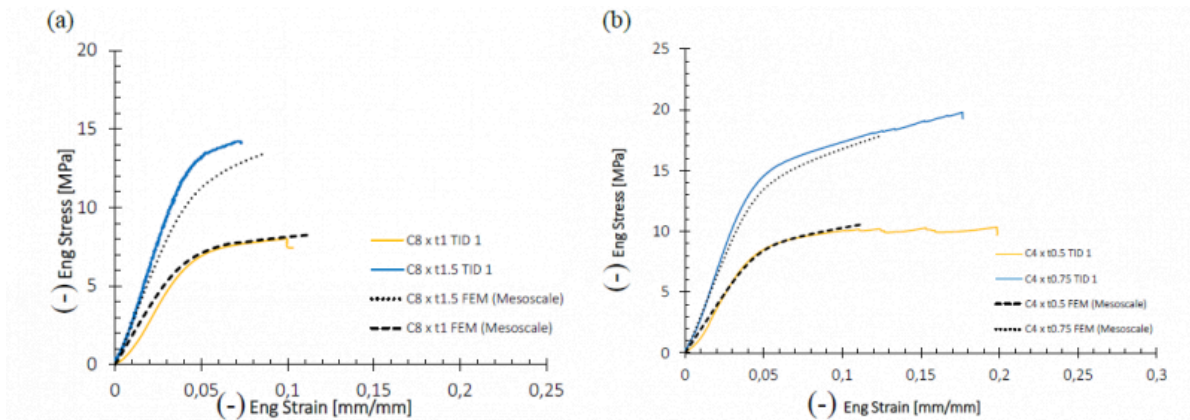 (a)
20
15
10
5
0
(-) Eng Stress [MPa]
C8 x t1 TID 1
C8 x t1.5 TID 1
C8 x t1.5 FEM (Mesoscale)
C8 x t1 FEM (Mesoscale)
0 0,05 0,1 0,15 0,2 0,25
(-) Eng Strain [mm/mm]
(b)
25
20
15
10
5
0
(-) Eng Stress [MPa]
C4 x t0.5 TID 1
C4 x t0.75 TID 1
C4 x t0.5 FEM (Mesoscale)
C4 x t0.75 FEM (Mesoscale)
0 0,05 0,1 0,15 0,2 0,25 0,3
(-) Eng Strain [mm/mm]